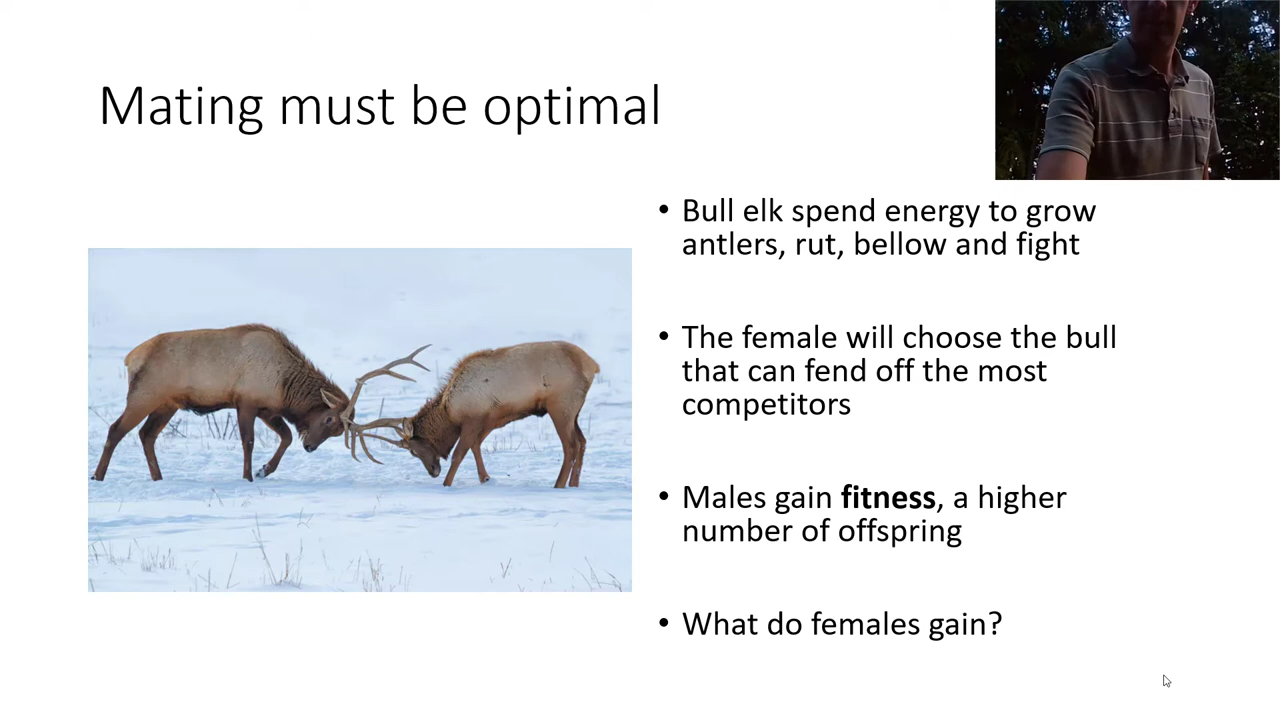 Mating must be optimal
• Bull elk spend energy to grow
antlers, rut, bellow and fight
• The female will choose the bull
that can fend off the most
competitors
• Males gain fitness, a higher
number of offspring
• What do females gain?